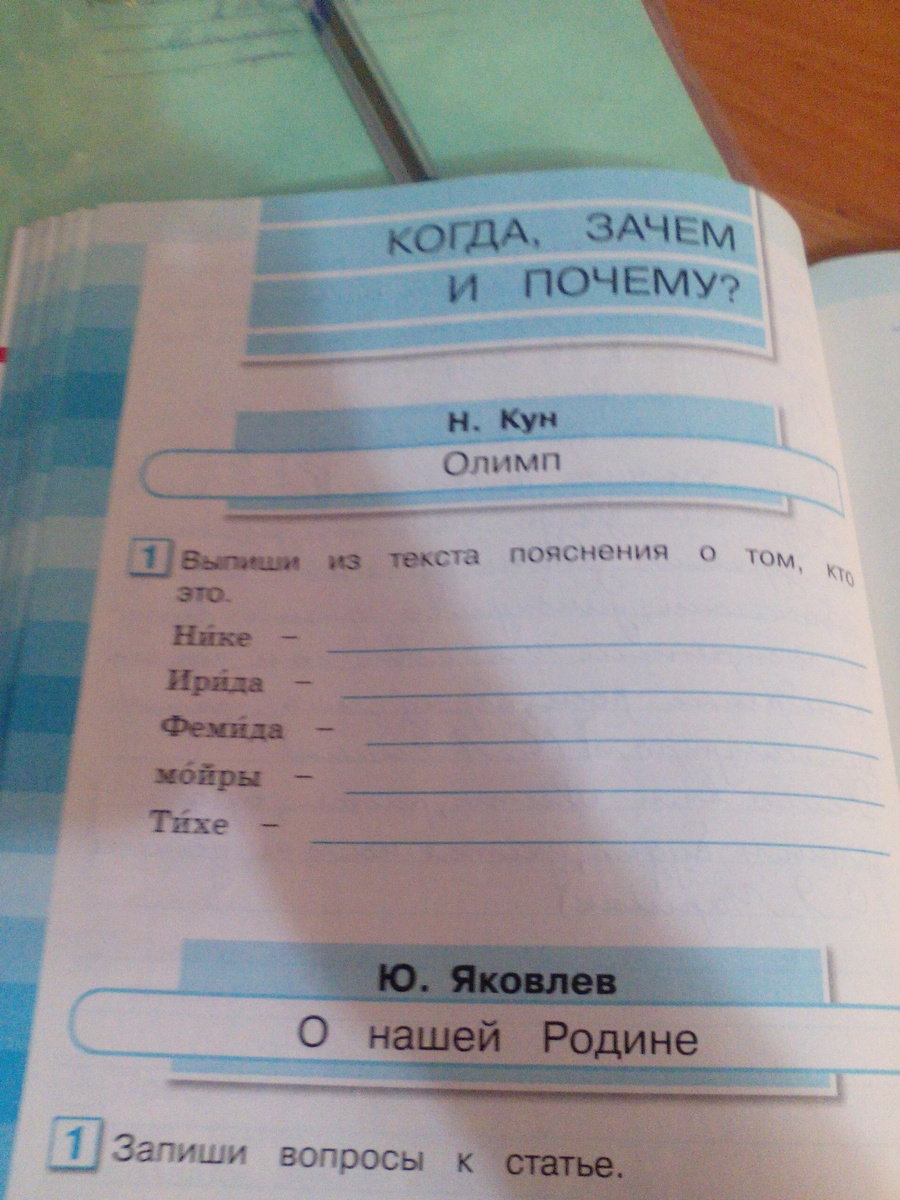 КОГДА, ЗАЧЕМ
И ПОЧЕМУ?
Н. Кун
Олимп
1 Выпиши из текста пояснения о том, кто
это.
Ни́ке –
Ири́да –
Феми́да –
мо́йры –
Ти́хе –
Ю. Яковлев
О нашей Родине
1 Запиши вопросы к статье.